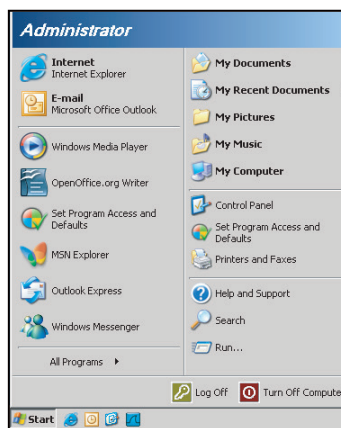 Administrator
Internet
Internet Explorer
E-mail
Microsoft Office Outlook
Windows Media Player
OpenOffice.org Writer
Set Program Access and
Defaults
MSN Explorer
Outlook Express
Windows Messenger
All Programs
My Documents
My Recent Documents
My Pictures
My Music
My Computer
Control Panel
Set Program Access and
Defaults
Printers and Faxes
Help and Support
Search
Run...
Log Off
Turn Off Compute
Start